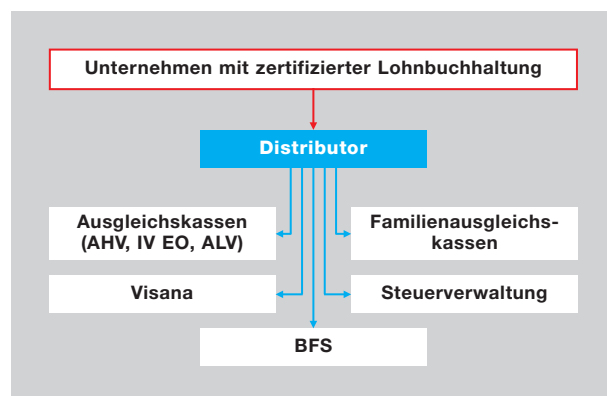 Unternehmen mit zertifizierter Lohnbuchhaltung
Distributor
Ausgleichskassen
(AHV, IV EO, ALV)
Familienausgleichs-
kassen
Visana
Steuerverwaltung
BFS